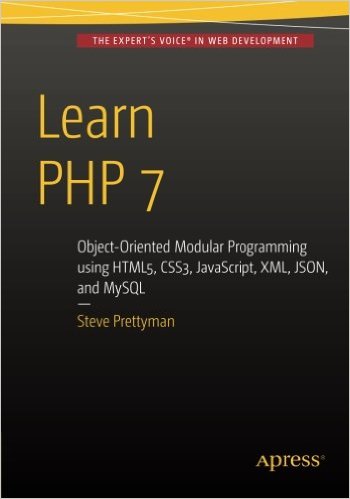 THE EXPERT'S VOICE® IN WEB DEVELOPMENT
Learn
PHP 7
Object-Oriented Modular Programming
using HTML5, CSS3, JavaScript, XML, JSON,
and MySQL
—
Steve Prettyman
Apress®